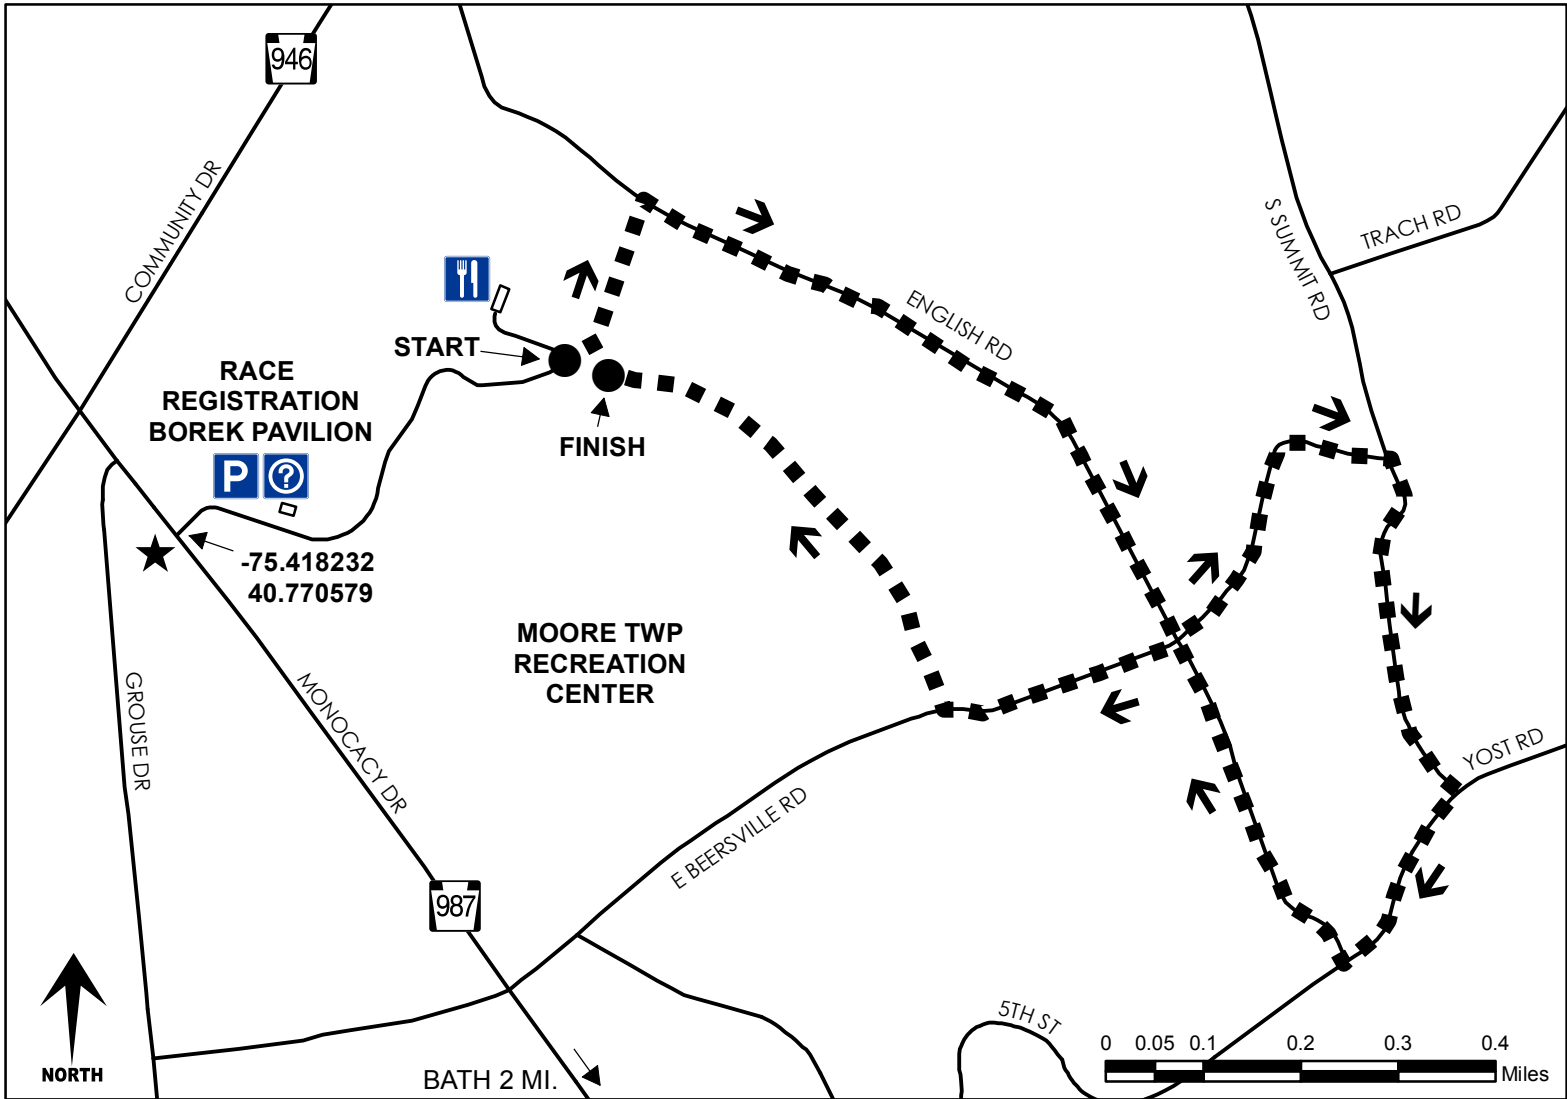 946
COMMUNITY DR
S SUMMIT RD
TRACH RD
ENGLISH RD
START
RACE
REGISTRATION
BOREK PAVILION
FINISH
P
?
-75.418232
40.770579
MOORE TWP
RECREATION
CENTER
GROUSE DR
MONOCACY DR
YOST RD
E BEERSVILLE RD
987
5TH ST
0 0.05 0.1 0.2 0.3 0.4
Miles
NORTH
BATH 2 MI.